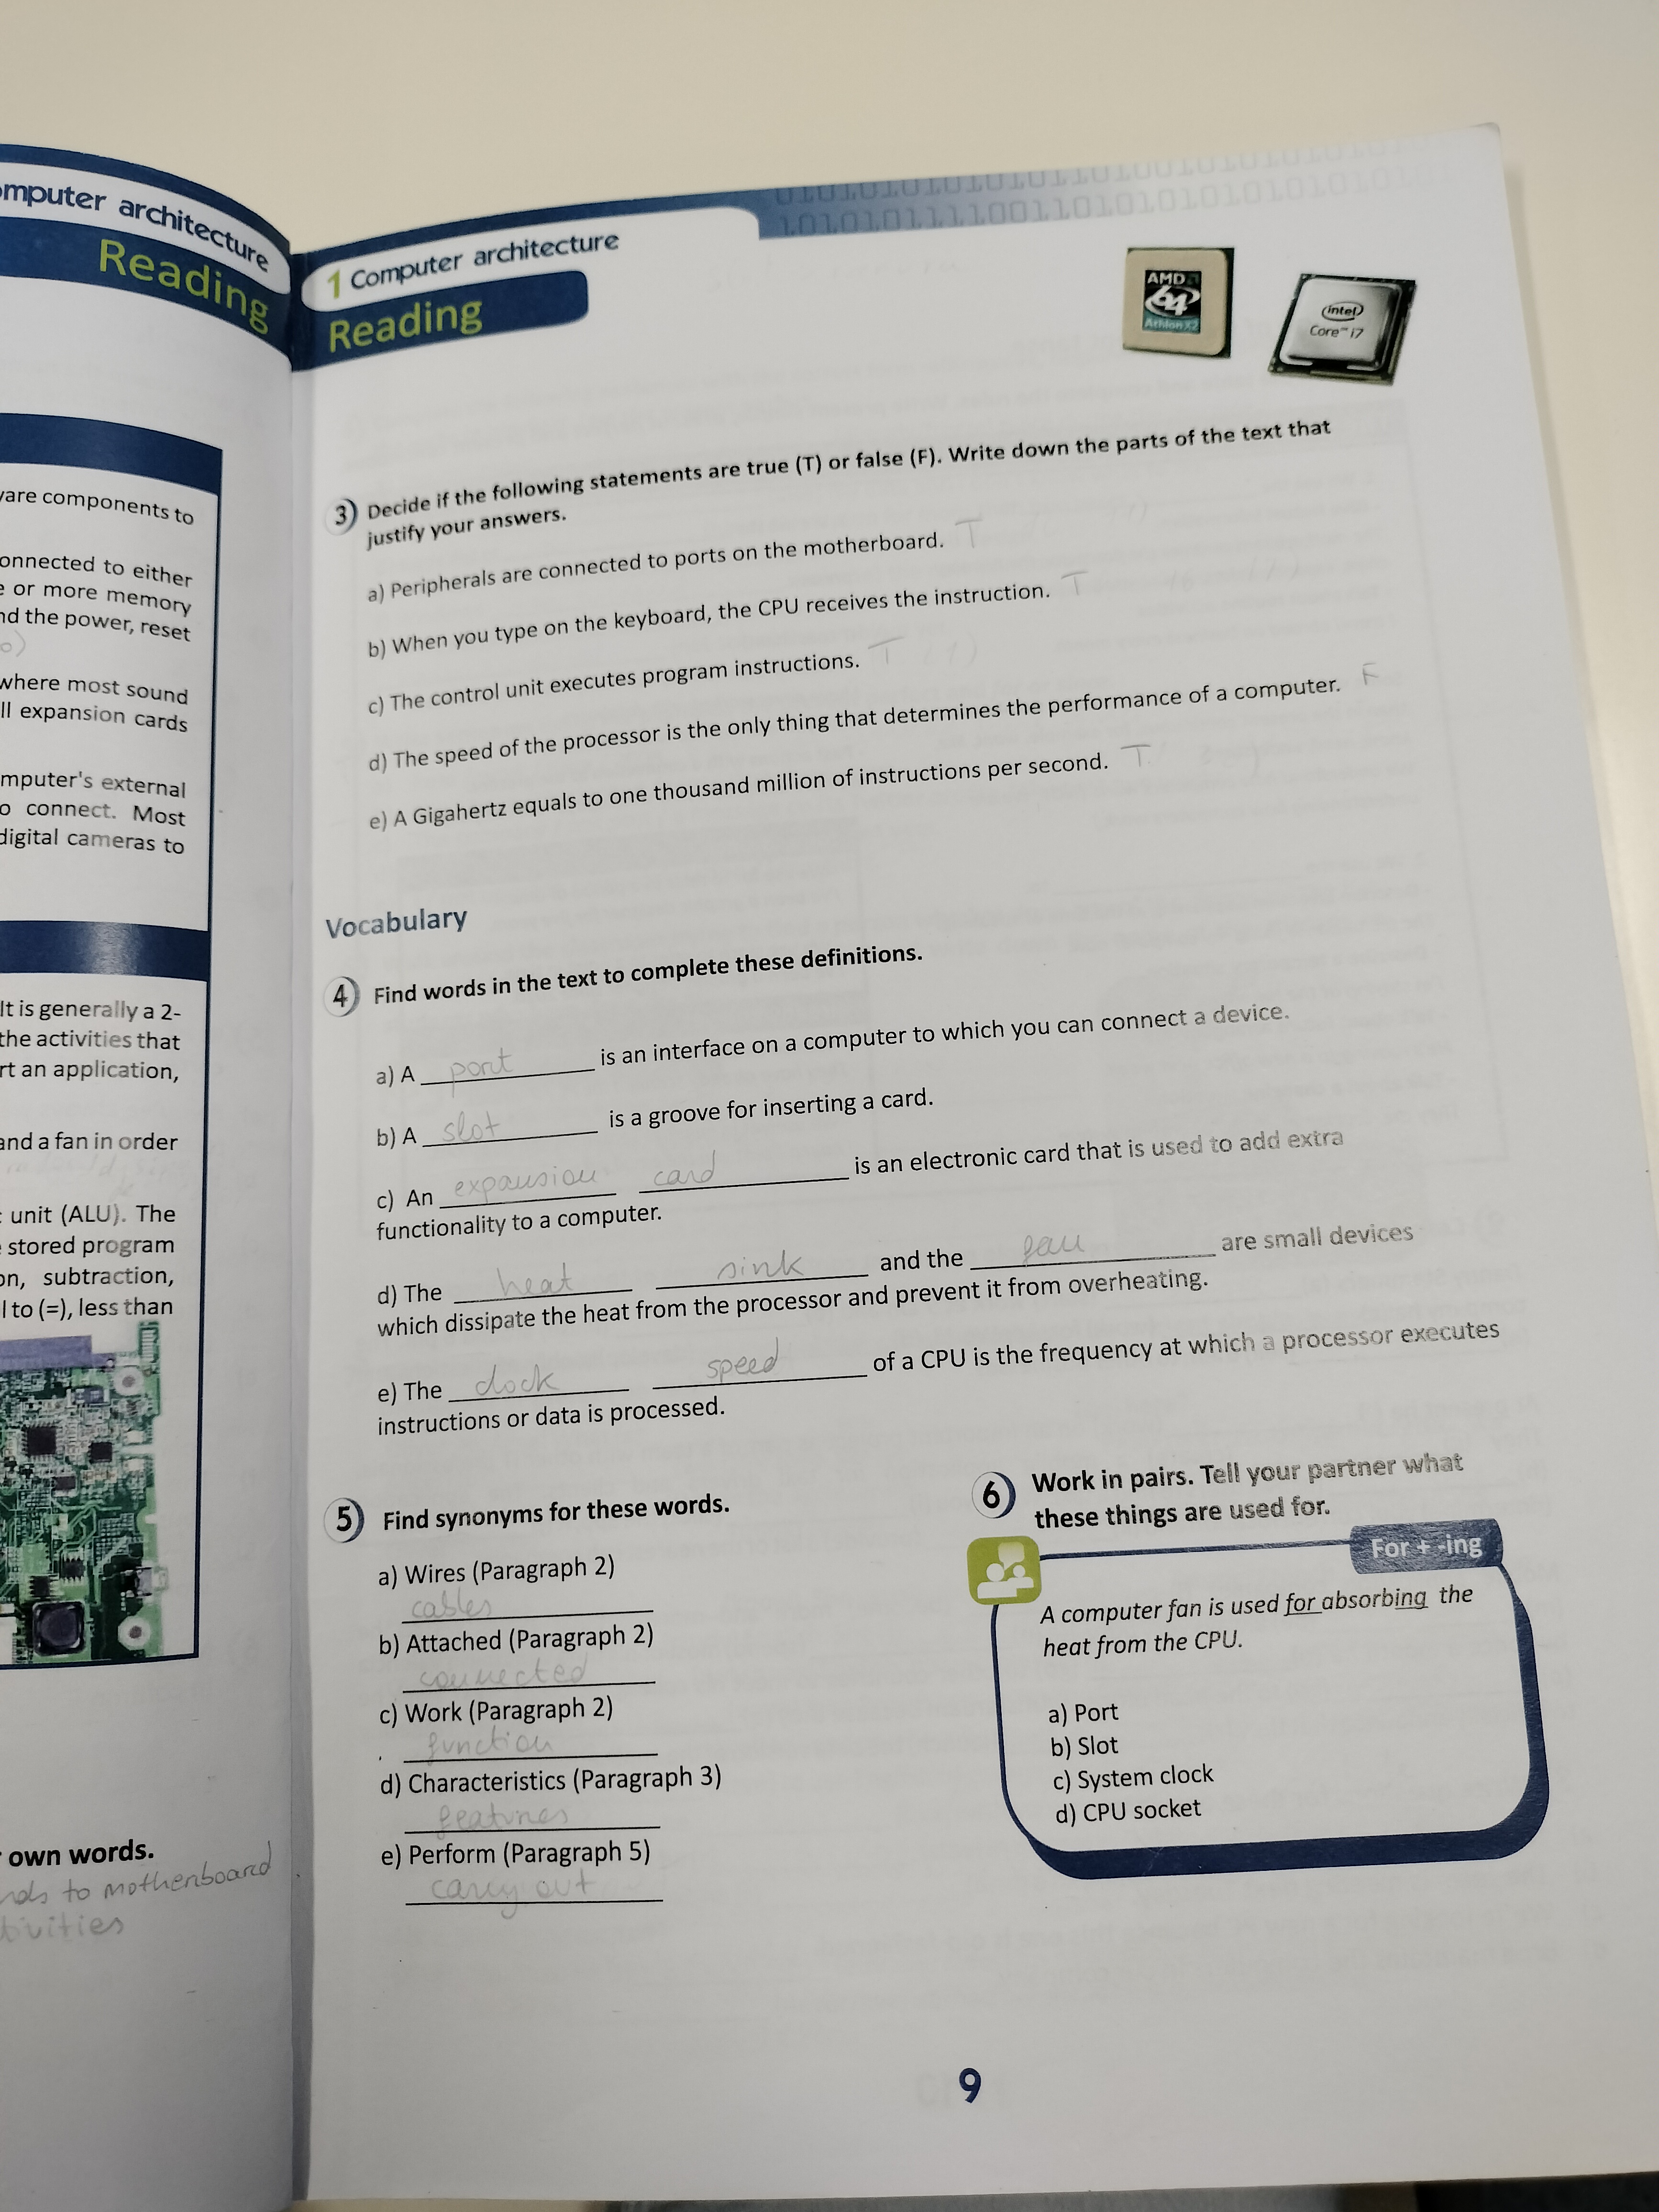 omputer architecture
Reading
vare components to
onnected to either
e or more memory
nd the power, reset
where most sound
ll expansion cards
mputer's external
o connect. Most
digital cameras to
It is generally a 2-
the activities that
rt an application,
and a fan in order
unit (ALU). The
stored program
on, subtraction,
l to (=), less than
own words.
nds to motherboard
tivities
01010101010101011010010101010101
1010101111100110101010101010101010
1 Computer architecture
Reading
AMD
64
Athlon X2
intel
Core™ i7
3 Decide if the following statements are true (T) or false (F). Write down the parts of the text that
justify your answers.
a) Peripherals are connected to ports on the motherboard. T
b) When you type on the keyboard, the CPU receives the instruction. T
c) The control unit executes program instructions. T
d) The speed of the processor is the only thing that determines the performance of a computer. F
e) A Gigahertz equals to one thousand million of instructions per second. T
Vocabulary
4 Find words in the text to complete these definitions.
a) A port is an interface on a computer to which you can connect a device.
b) A slot is a groove for inserting a card.
c) An expansion card is an electronic card that is used to add extra
functionality to a computer.
d) The heat sink and the fan are small devices
which dissipate the heat from the processor and prevent it from overheating.
e) The clock speed of a CPU is the frequency at which a processor executes
instructions or data is processed.
5 Find synonyms for these words.
a) Wires (Paragraph 2)
cables
b) Attached (Paragraph 2)
connected
c) Work (Paragraph 2)
function
d) Characteristics (Paragraph 3)
features
e) Perform (Paragraph 5)
carry out
6 Work in pairs. Tell your partner what
these things are used for.
For + -ing
A computer fan is used for absorbing the
heat from the CPU.
a) Port
b) Slot
c) System clock
d) CPU socket
9